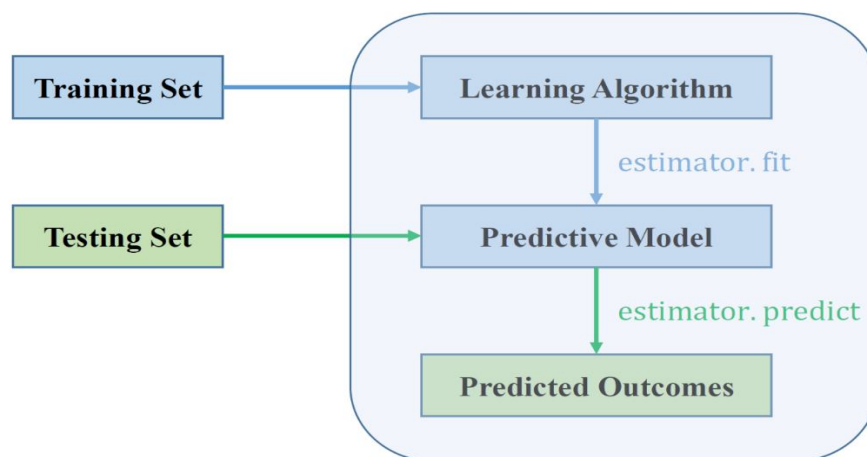 Training Set
Learning Algorithm
estimator. fit
Testing Set
Predictive Model
estimator. predict
Predicted Outcomes